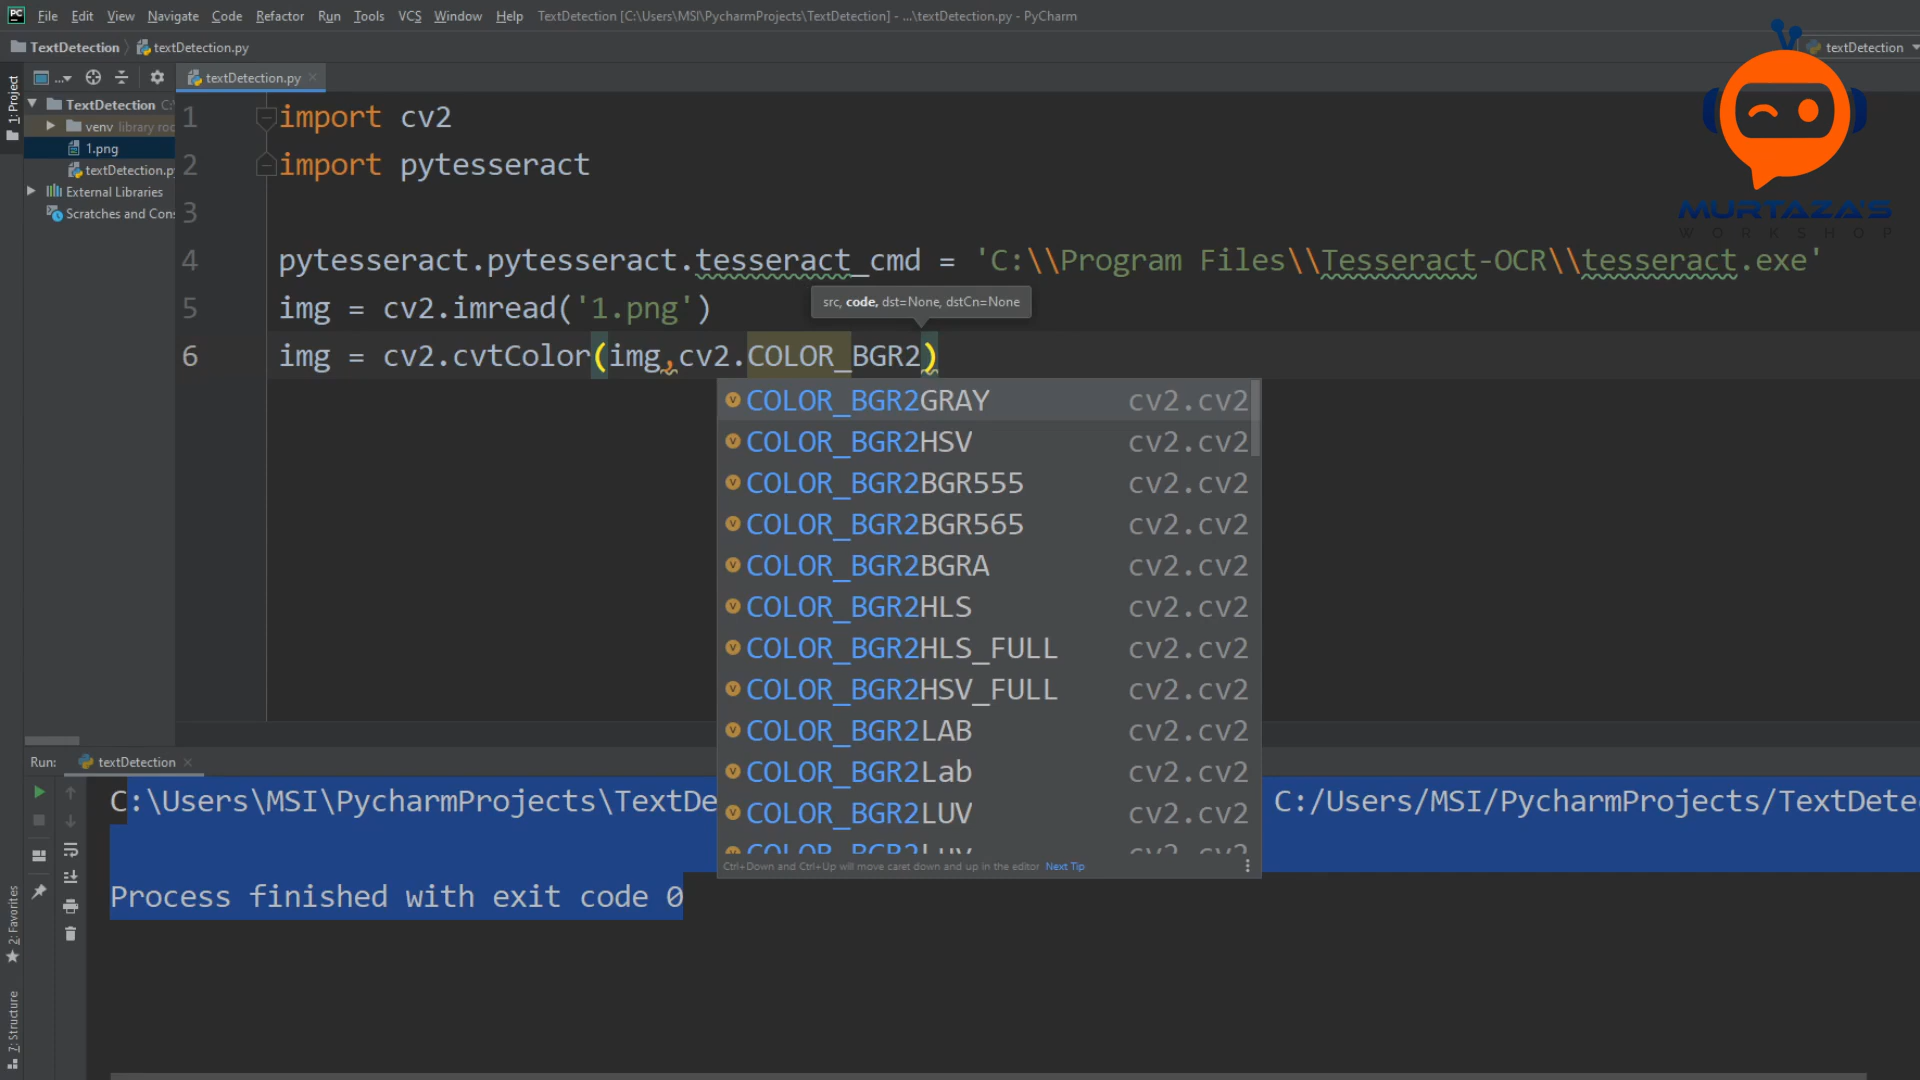 PC File Edit View Navigate Code Refactor Run Tools VCS Window Help TextDetection [C:\Users\MSI\PycharmProjects\TextDetection] - ...\textDetection.py - PyCharm
TextDetection textDetection.py textDetection
... textDetection.py
1: Project
TextDetection C:
venv library roo
1.png
textDetection.py
External Libraries
Scratches and Con
1 import cv2
2 import pytesseract
3
4 pytesseract.pytesseract.tesseract_cmd = 'C:\\Program Files\\Tesseract-OCR\\tesseract.exe'
src, code, dst=None, dstCn=None
5 img = cv2.imread('1.png')
6 img = cv2.cvtColor(img,cv2.COLOR_BGR2)
COLOR_BGR2GRAY cv2.cv2
COLOR_BGR2HSV cv2.cv2
COLOR_BGR2BGR555 cv2.cv2
COLOR_BGR2BGR565 cv2.cv2
COLOR_BGR2BGRA cv2.cv2
COLOR_BGR2HLS cv2.cv2
COLOR_BGR2HLS_FULL cv2.cv2
COLOR_BGR2HSV_FULL cv2.cv2
COLOR_BGR2LAB cv2.cv2
COLOR_BGR2Lab cv2.cv2
COLOR_BGR2LUV cv2.cv2
COLOR_BGR2Luv cv2.cv2
Ctrl+Down and Ctrl+Up will move caret down and up in the editor Next Tip
MURTAZA'S
WORKSHOP
Run: textDetection
C:\Users\MSI\PycharmProjects\TextDe C:/Users/MSI/PycharmProjects/TextDete
Process finished with exit code 0
2: Favorites
7: Structure